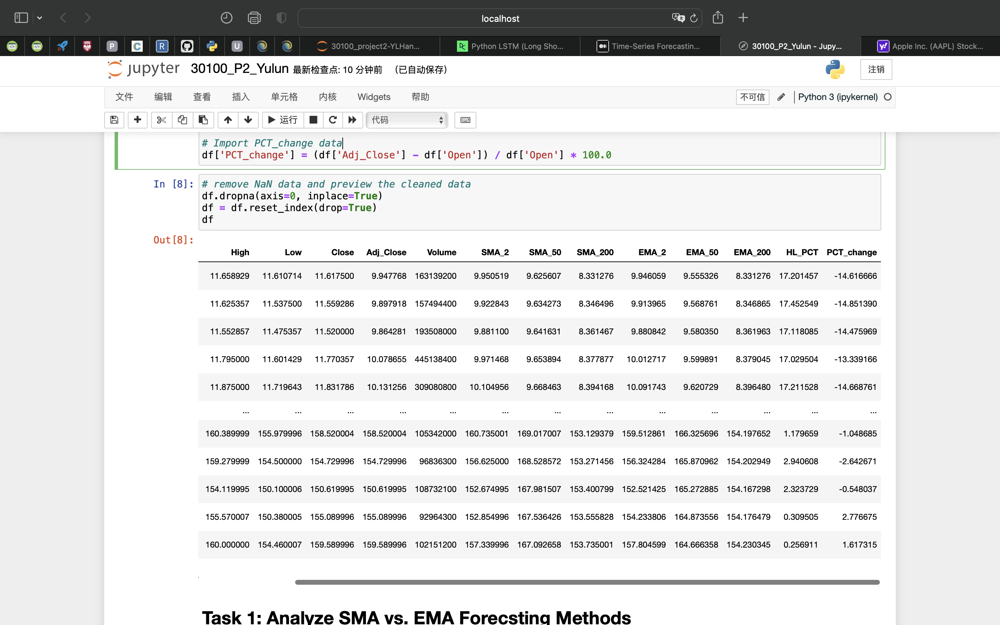 localhost
30100_project2-YLHan...
Python LSTM (Long Sho...
Time-Series Forecastin...
30100_P2_Yulun - Jupy...
Apple Inc. (AAPL) Stock...
jupyter 30100_P2_Yulun 最新检查点: 10 分钟前 (已自动保存)
注销
文件 编辑 查看 插入 单元格 内核 Widgets 帮助
不可信 Python 3 (ipykernel)
运行 代码
# Import PCT_change data
df['PCT_change'] = (df['Adj_Close'] - df['Open']) / df['Open'] * 100.0
In [8]: # remove NaN data and preview the cleaned data
df.dropna(axis=0, inplace=True)
df = df.reset_index(drop=True)
df
Out[8]:
High Low Close Adj_Close Volume SMA_2 SMA_50 SMA_200 EMA_2 EMA_50 EMA_200 HL_PCT PCT_change
11.658929 11.610714 11.617500 9.947768 163139200 9.950519 9.625607 8.331276 9.946059 9.555326 8.331276 17.201457 -14.616666
11.625357 11.537500 11.559286 9.897918 157494400 9.922843 9.634273 8.346496 9.913965 9.568761 8.346865 17.452549 -14.851390
11.552857 11.475357 11.520000 9.864281 193508000 9.881100 9.641631 8.361467 9.880842 9.580350 8.361963 17.118085 -14.475969
11.795000 11.601429 11.770357 10.078655 445138400 9.971468 9.653894 8.377877 10.012717 9.599891 8.379045 17.029504 -13.339166
11.875000 11.719643 11.831786 10.131256 309080800 10.104956 9.668463 8.394168 10.091743 9.620729 8.396480 17.211528 -14.668761
... ... ... ... ... ... ... ... ... ... ... ... ...
160.389999 155.979996 158.520004 158.520004 105342000 160.735001 169.017007 153.129379 159.512861 166.325696 154.197652 1.179659 -1.048685
159.279999 154.500000 154.729996 154.729996 96836300 156.625000 168.528572 153.271456 156.324284 165.870962 154.202949 2.940608 -2.642671
154.119995 150.100006 150.619995 150.619995 108732100 152.674995 167.981507 153.400799 152.521425 165.272885 154.167298 2.323729 -0.548037
155.570007 150.380005 155.089996 155.089996 92964300 152.854996 167.536426 153.555828 154.233806 164.873556 154.176479 0.309505 2.776675
160.000000 154.460007 159.589996 159.589996 102151200 157.339996 167.092658 153.735001 157.804599 164.666358 154.230345 0.256911 1.617315
Task 1: Analyze SMA vs. EMA Forecsting Methods